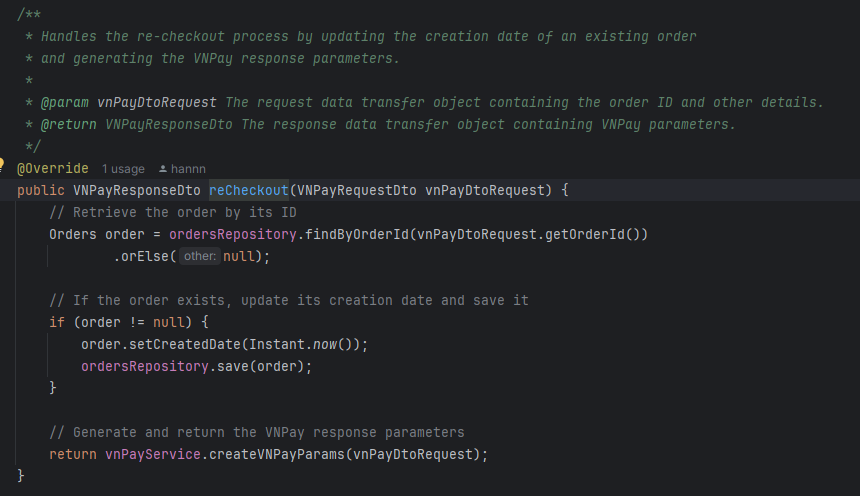 /**
 * Handles the re-checkout process by updating the creation date of an existing order
 * and generating the VNPay response parameters.
 *
 * @param vnPayDtoRequest The request data transfer object containing the order ID and other details.
 * @return VNPayResponseDto The response data transfer object containing VNPay parameters.
 */
@Override 1 usage hannn
public VNPayResponseDto reCheckout(VNPayRequestDto vnPayDtoRequest) {
    // Retrieve the order by its ID
    Orders order = ordersRepository.findByOrderId(vnPayDtoRequest.getOrderId())
            .orElse( other: null);

    // If the order exists, update its creation date and save it
    if (order != null) {
        order.setCreatedDate(Instant.now());
        ordersRepository.save(order);
    }

    // Generate and return the VNPay response parameters
    return vnPayService.createVNPayParams(vnPayDtoRequest);
}